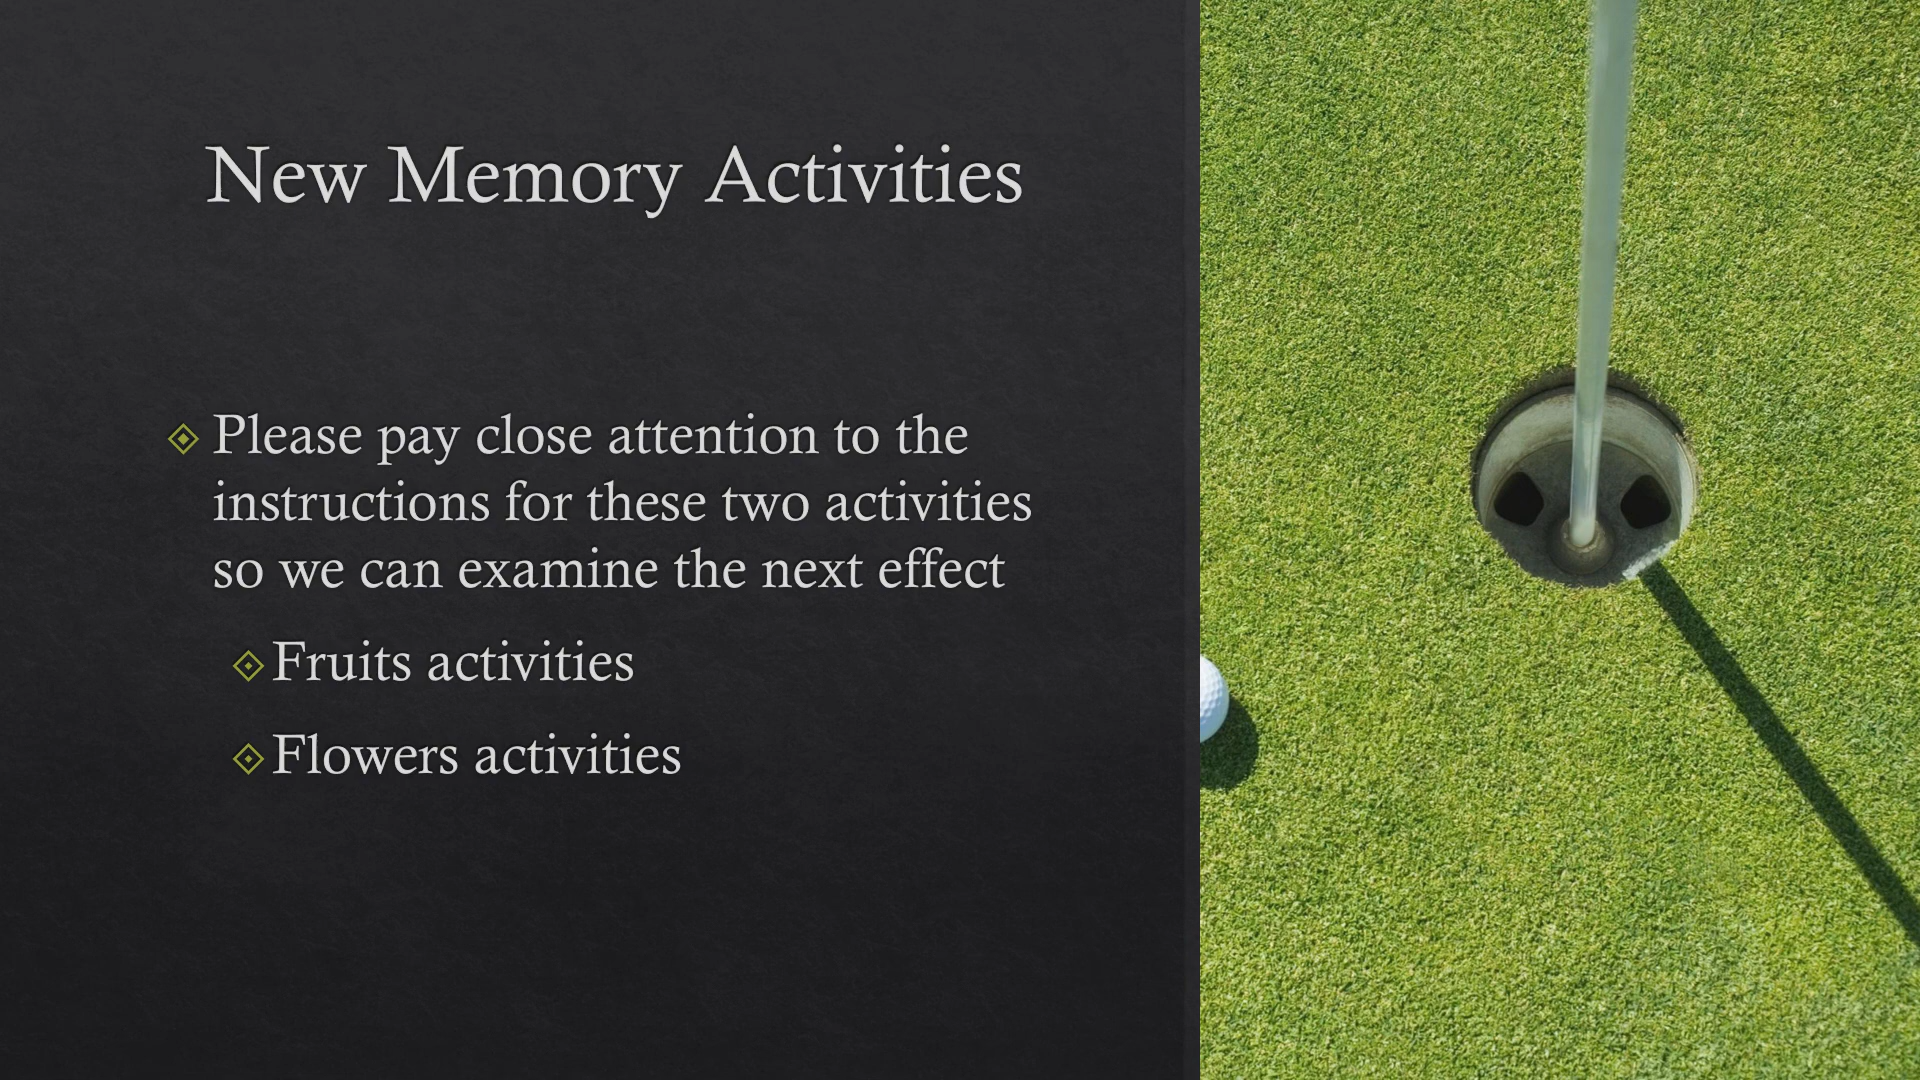 New Memory Activities
Please pay close attention to the
instructions for these two activities
so we can examine the next effect
Fruits activities
Flowers activities